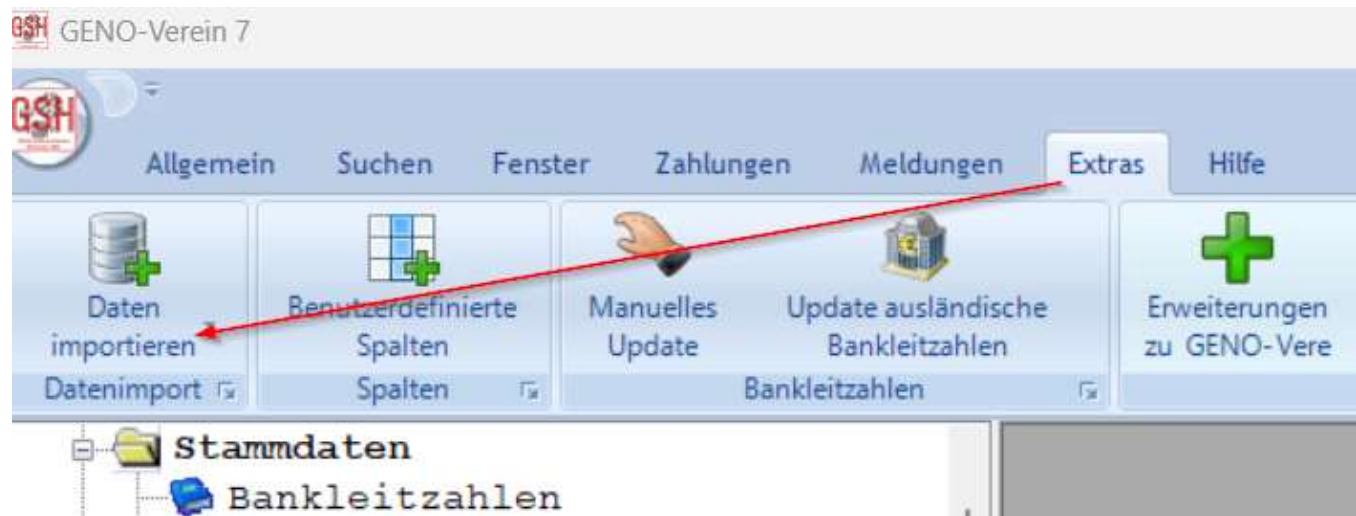 GSH GENO-Verein 7
GSH
Allgemein Suchen Fenster Zahlungen Meldungen Extras Hilfe
Daten importieren
Benutzerdefinierte Spalten
Manuelles Update
Update ausländische Bankleitzahlen
Erweiterungen zu GENO-Vere
Datenimport Spalten Bankleitzahlen
Stammdaten
Bankleitzahlen